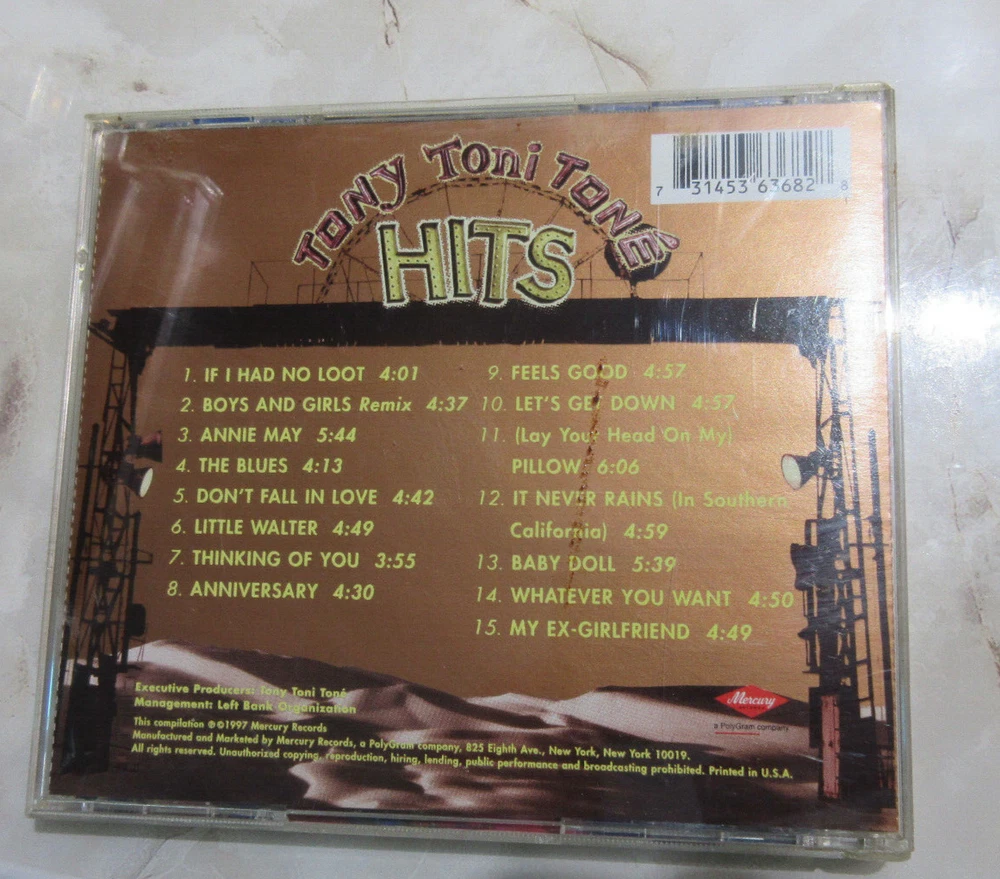 TONY TONI TONÉ
HITS
7 31453 63682 8
1. IF I HAD NO LOOT 4:01
2. BOYS AND GIRLS Remix 4:37
3. ANNIE MAY 5:44
4. THE BLUES 4:13
5. DON'T FALL IN LOVE 4:42
6. LITTLE WALTER 4:49
7. THINKING OF YOU 3:55
8. ANNIVERSARY 4:30
9. FEELS GOOD 4:57
10. LET'S GET DOWN 4:57
11. (Lay Your Head On My)
PILLOW 6:06
12. IT NEVER RAINS (In Southern
California) 4:59
13. BABY DOLL 5:39
14. WHATEVER YOU WANT 4:50
15. MY EX-GIRLFRIEND 4:49
Executive Producers: Tony Toni Toné
Management: Left Bank Organization
This compilation ℗©1997 Mercury Records
Manufactured and Marketed by Mercury Records, a PolyGram company, 825 Eighth Ave., New York, New York 10019.
All rights reserved. Unauthorized copying, reproduction, hiring, lending, public performance and broadcasting prohibited. Printed in U.S.A.
Mercury
RECORDS
a PolyGram company